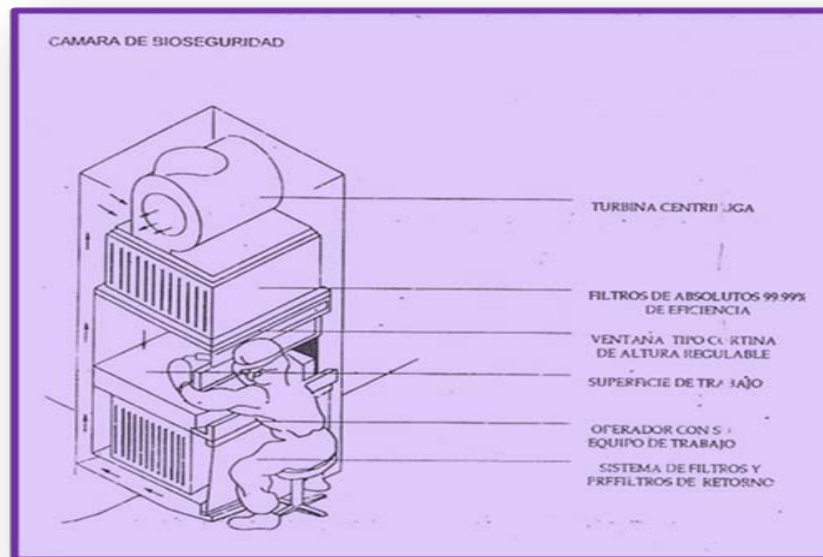 CAMARA DE BIOSEGURIDAD
TURBINA CENTRIFUGA
FILTROS DE ABSOLUTOS 99.99%
DE EFICIENCIA
VENTANA TIPO CORTINA
DE ALTURA REGULABLE
SUPERFICIE DE TRABAJO
OPERADOR CON SU
EQUIPO DE TRABAJO
SISTEMA DE FILTROS Y
PREFILTROS DE RETORNO